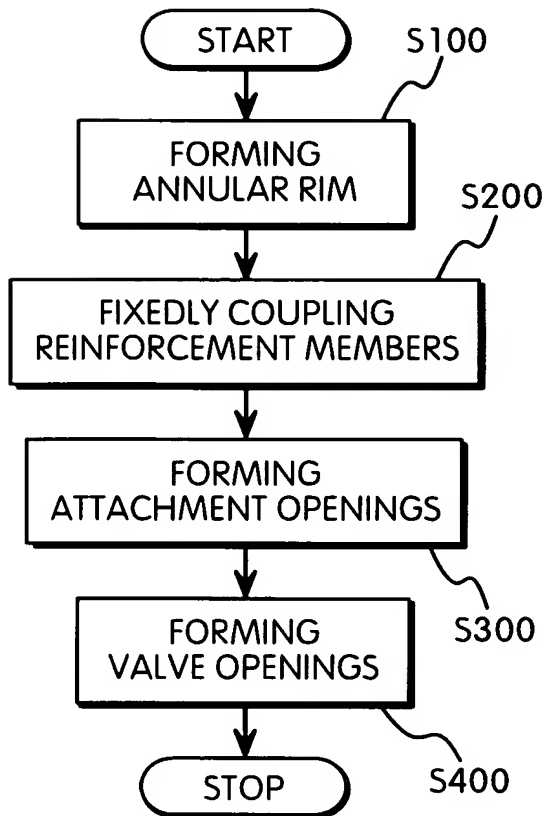 START
S100
FORMING
ANNULAR RIM
S200
FIXEDLY COUPLING
REINFORCEMENT MEMBERS
FORMING
ATTACHMENT OPENINGS
S300
FORMING
VALVE OPENINGS
S400
STOP